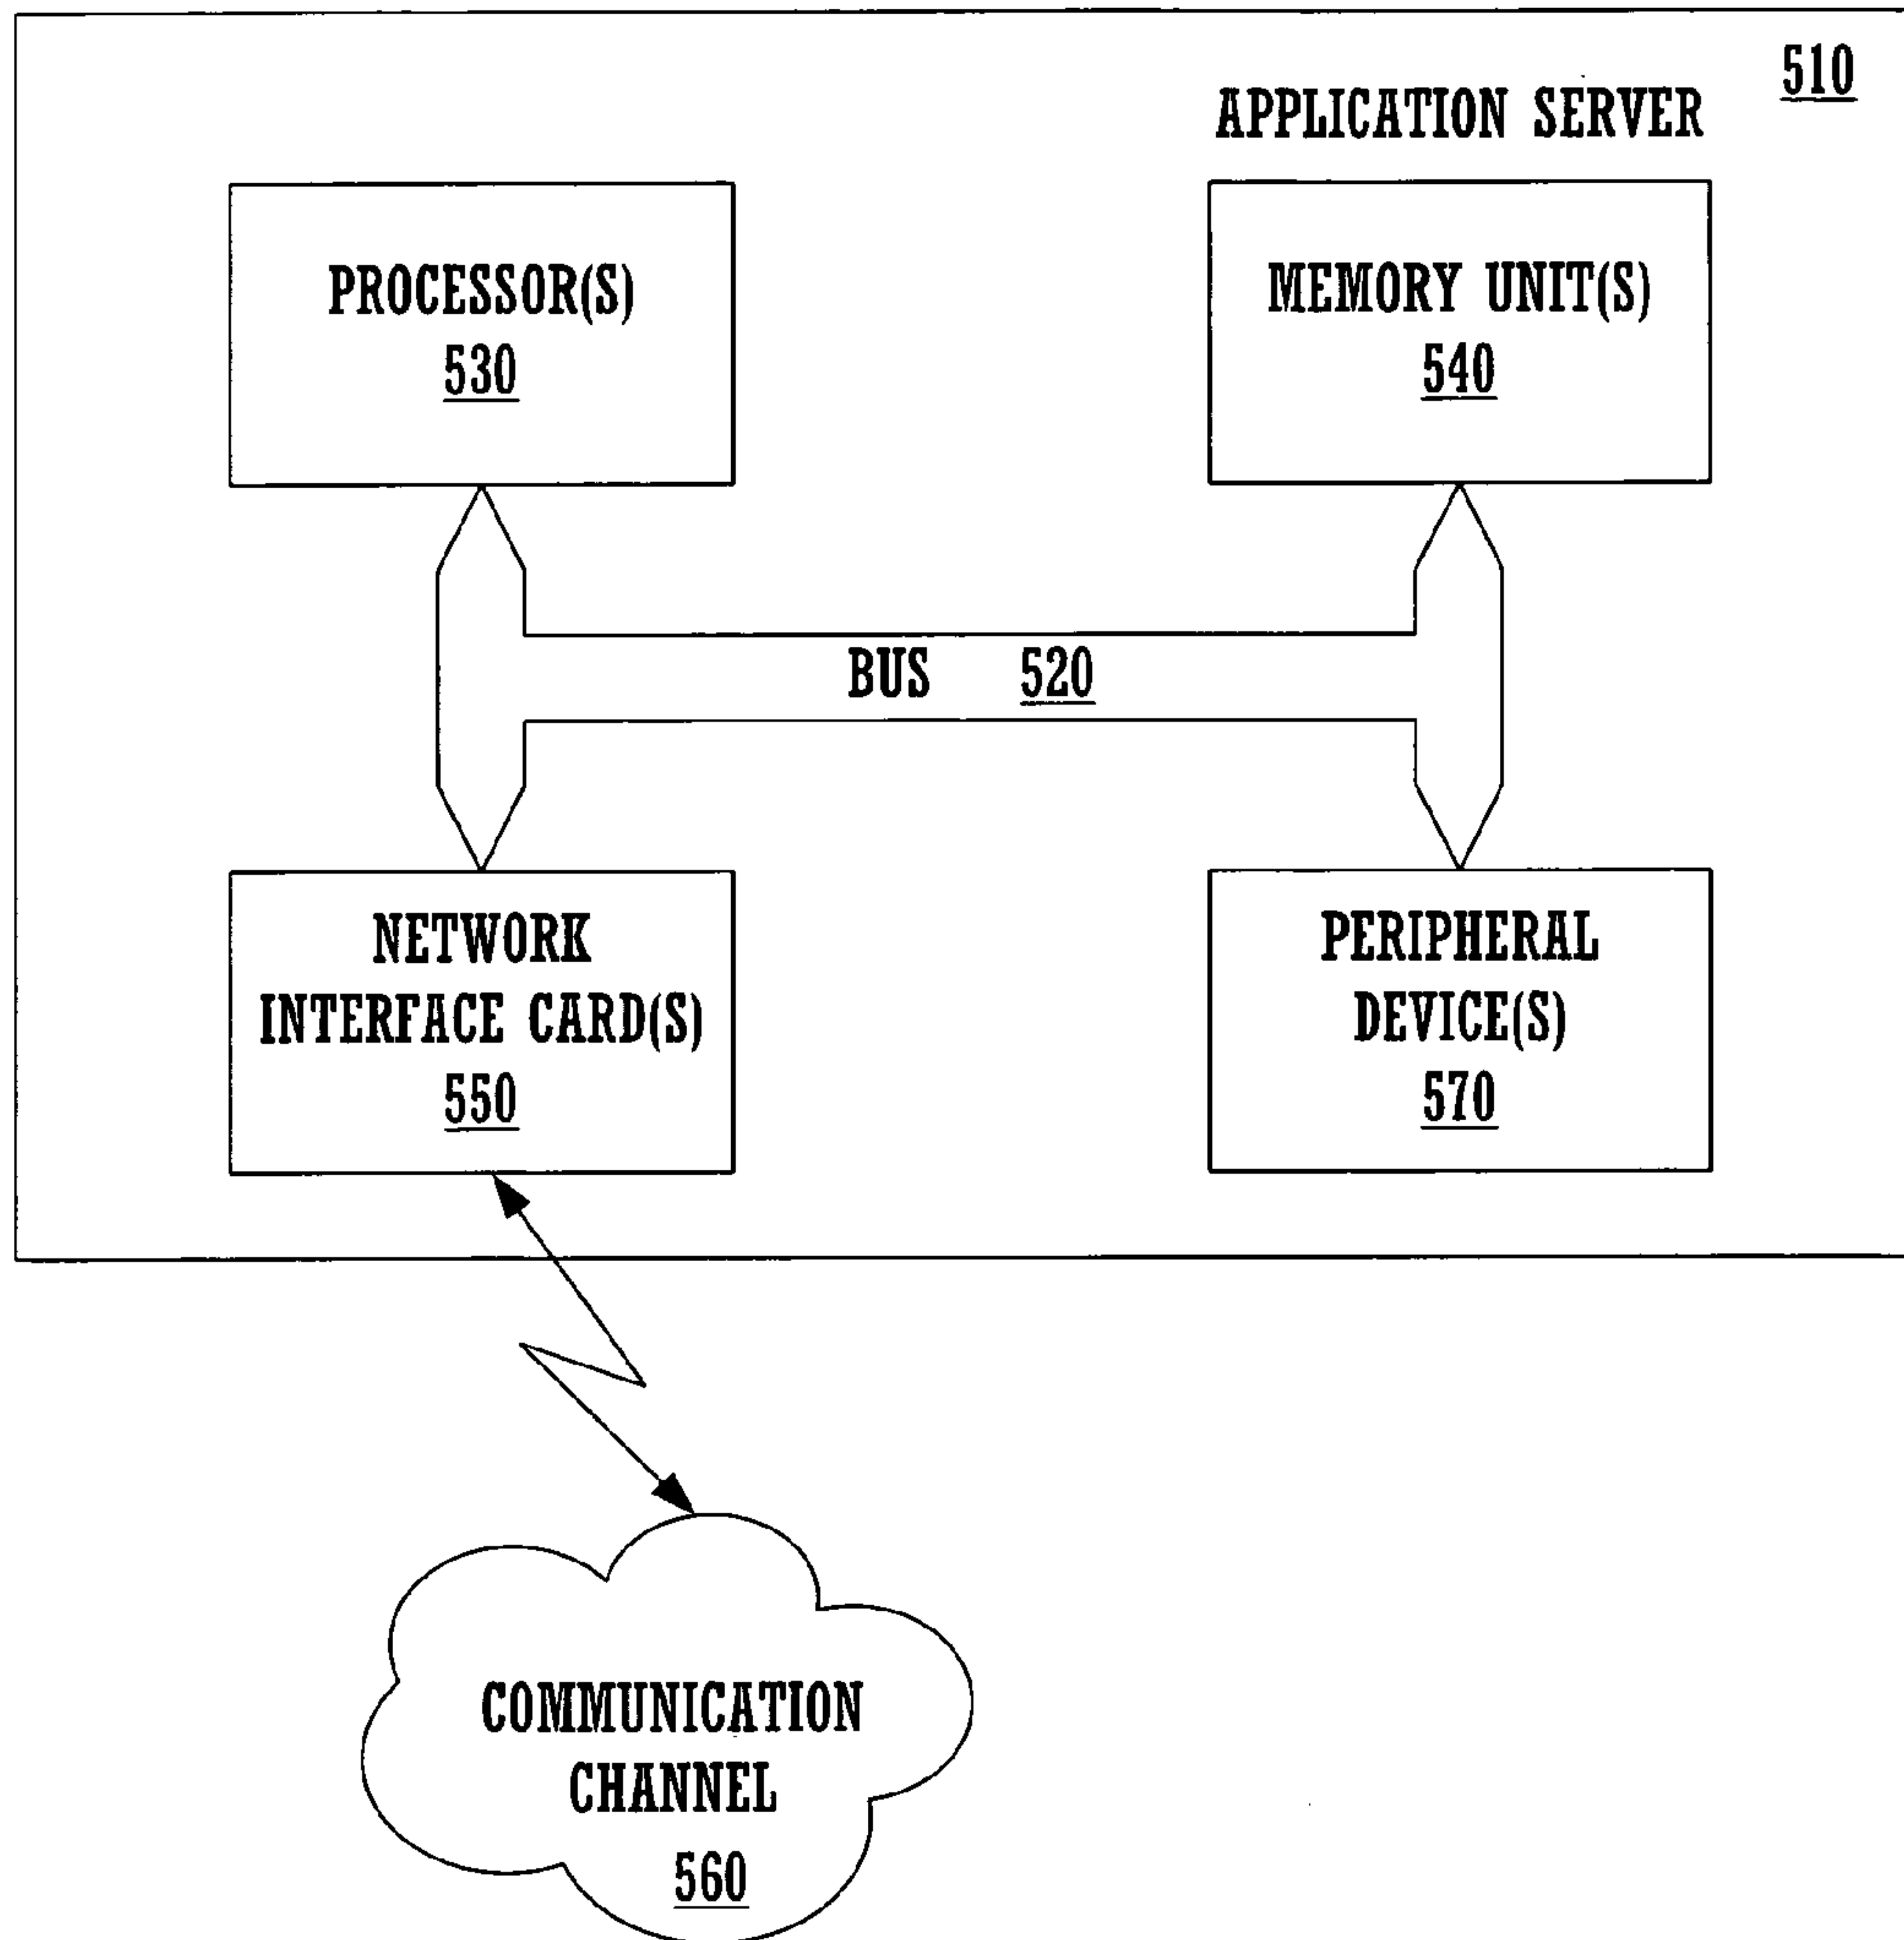 510
APPLICATION SERVER
PROCESSOR(S)
530
MEMORY UNIT(S)
540
BUS 520
NETWORK
INTERFACE CARD(S)
550
PERIPHERAL
DEVICE(S)
570
COMMUNICATION
CHANNEL
560